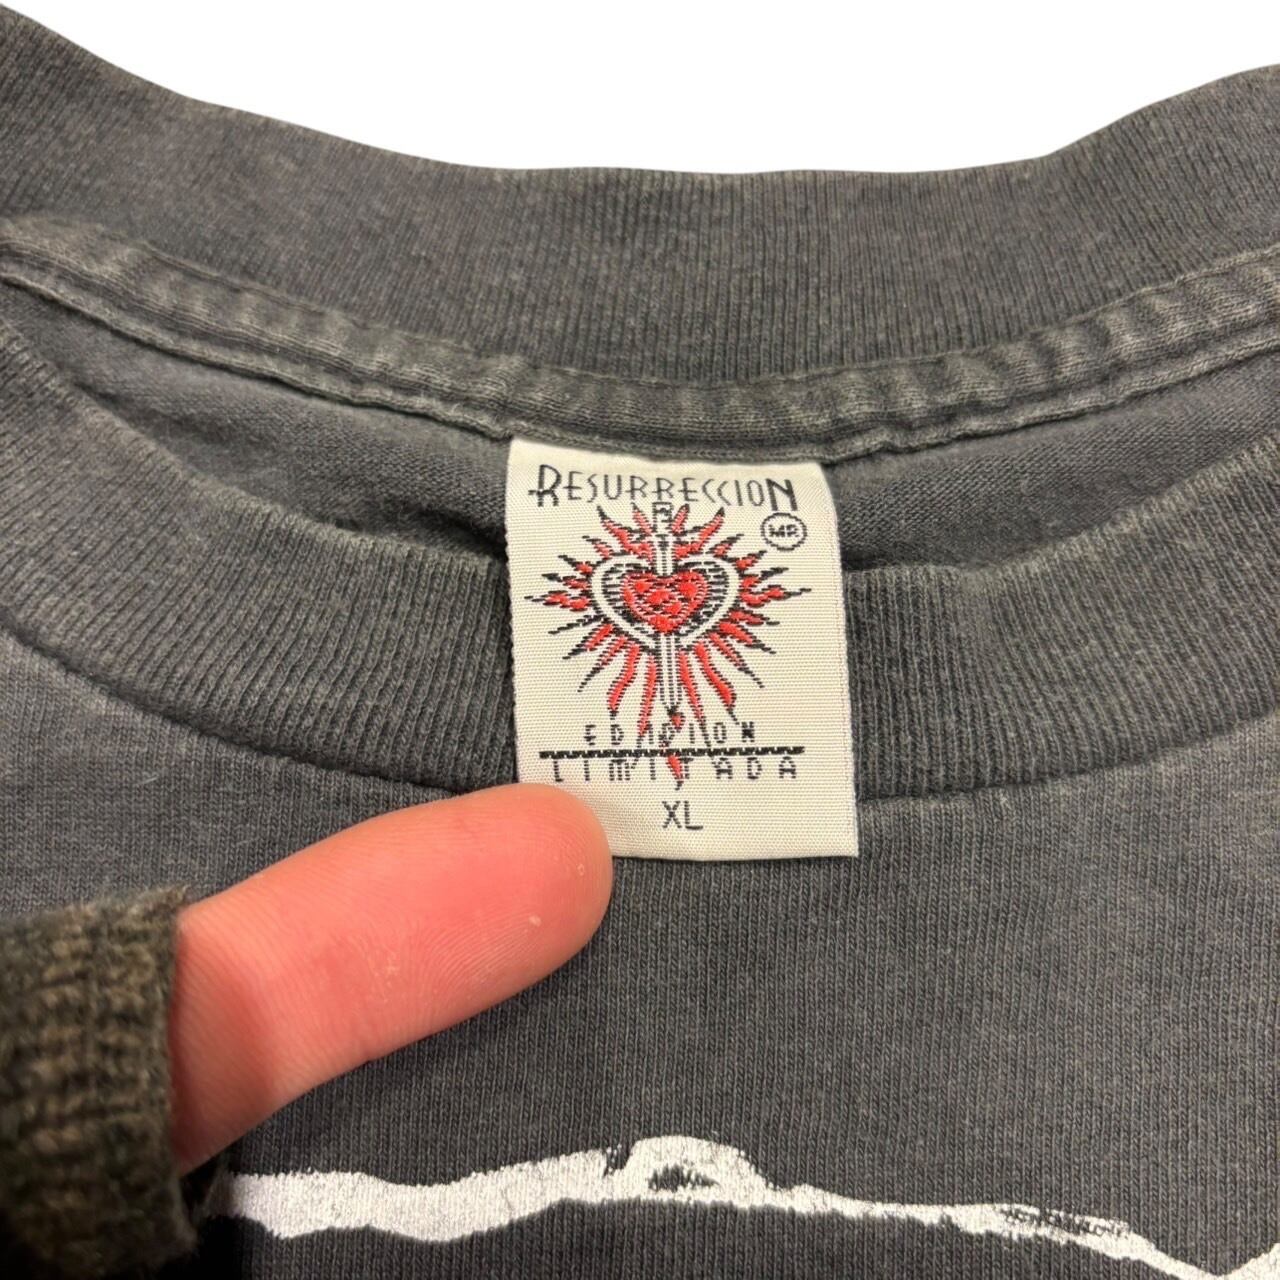 RESURRECCION
MR
EDICION
LIMITADA
XL